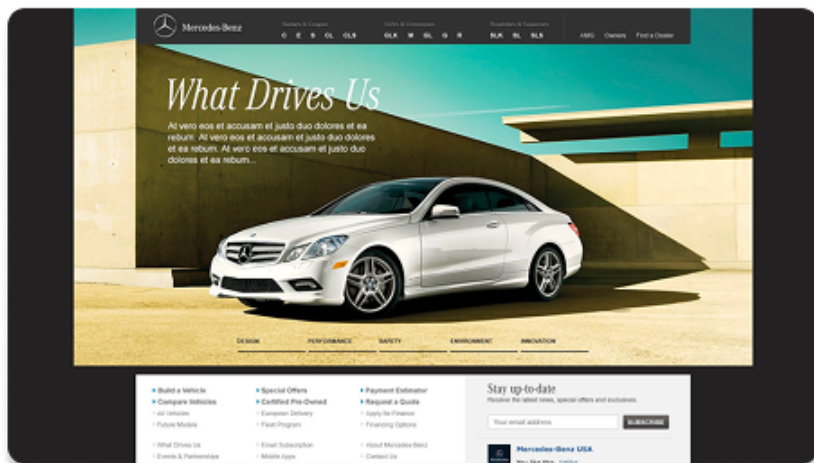 Mercedes-Benz
Sedans & Coupes
C E S CL CLS
SUVs & Crossovers
GLK M GL G R
Roadsters & Supercars
SLK SL SLS
AMG Owners Find a Dealer
What Drives Us
At vero eos et accusam et justo duo dolores et ea
rebum. At vero eos et accusam et justo duo dolores
et ea rebum. At vero eos et accusam et justo duo
dolores et ea rebum...
DESIGN PERFORMANCE SAFETY ENVIRONMENT INNOVATION
Build a Vehicle
Compare Vehicles
All Vehicles
Future Models
What Drives Us
Events & Partnerships
Special Offers
Certified Pre-Owned
European Delivery
Fleet Program
Email Subscription
Mobile Apps
Payment Estimator
Request a Quote
Apply for Finance
Financing Options
About Mercedes-Benz
Contact Us
Stay up-to-date
Receive the latest news, special offers and exclusives.
Your email address SUBSCRIBE
Mercedes-Benz USA
You like this.